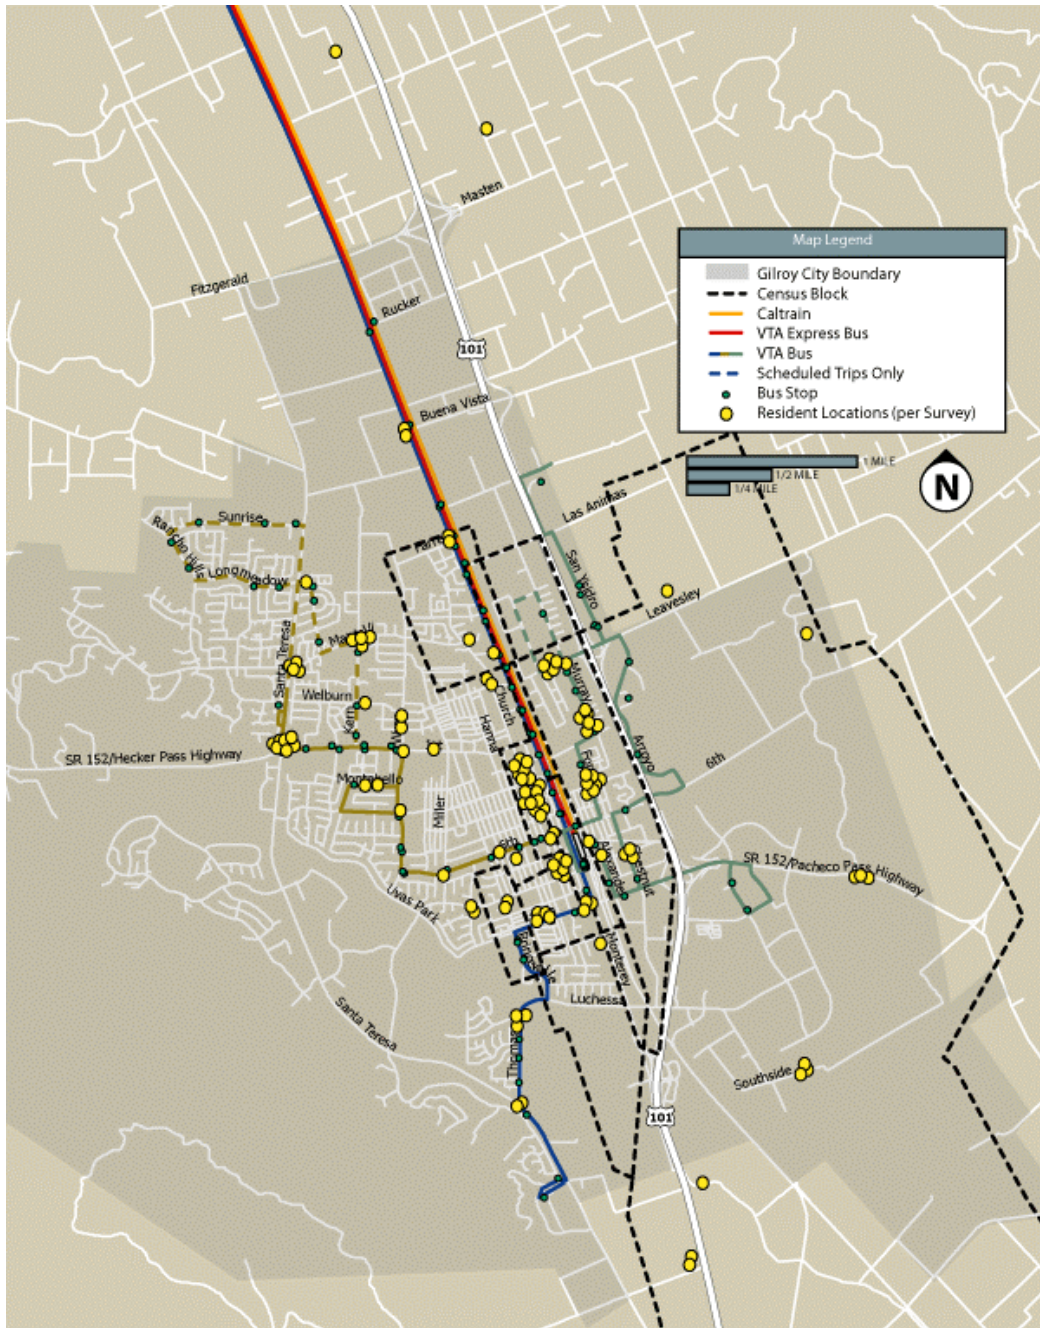 Masten
Fitzgerald
Rucker
101
Map Legend
Gilroy City Boundary
Census Block
Caltrain
VTA Express Bus
VTA Bus
Scheduled Trips Only
Bus Stop
Resident Locations (per Survey)
Buena Vista
1 MILE
1/2 MILE
1/4 MILE
N
Las Animas
Sunrise
Rancho Hills
Longmeadow
San Ysidro
Leavesley
Santa Teresa
Welburn
Kern
Church
Hanna
Murray
Arroyo
6th
SR 152/Hecker Pass Highway
Montebello
Miller
Alexander
Chestnut
SR 152/Pacheco Pass Highway
Uvas Park
Monterey
Luchessa
Santa Teresa
Thomas
Southside
101